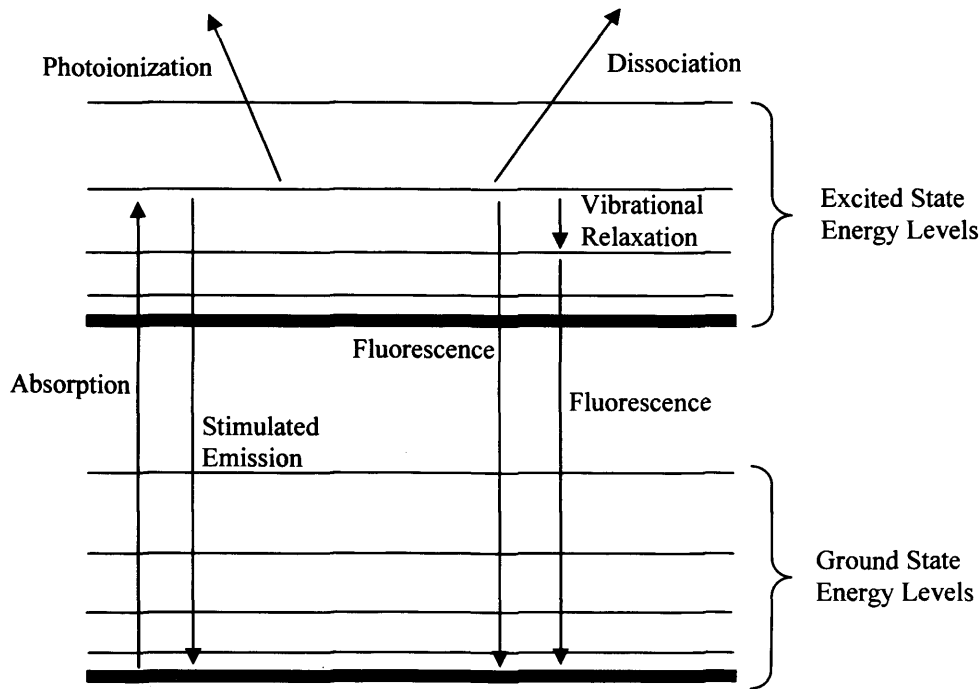 Photoionization
Dissociation
Vibrational
Relaxation
Excited State
Energy Levels
Fluorescence
Absorption
Fluorescence
Stimulated
Emission
Ground State
Energy Levels